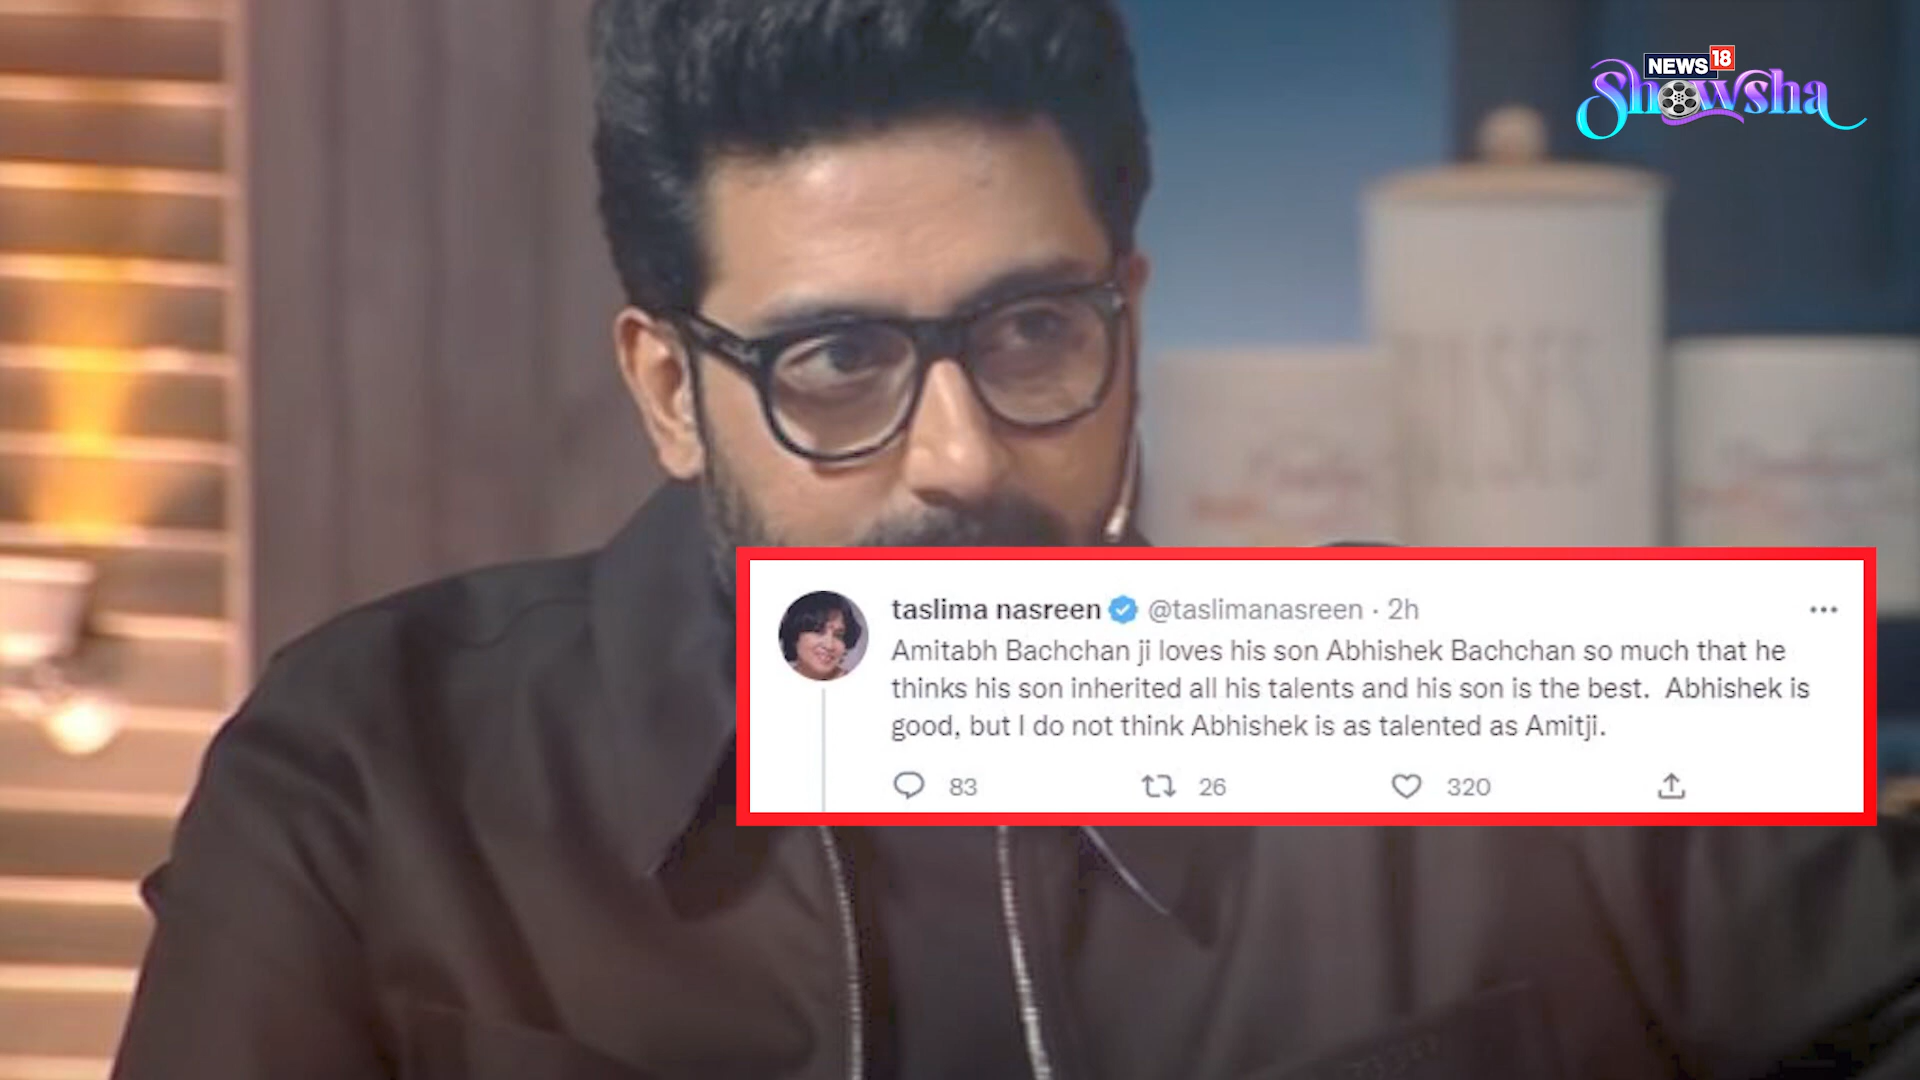 NEWS 18
Showsha
taslima nasreen @taslimanasreen · 2h
Amitabh Bachchan ji loves his son Abhishek Bachchan so much that he
thinks his son inherited all his talents and his son is the best.  Abhishek is
good, but I do not think Abhishek is as talented as Amitji.
83 26 320